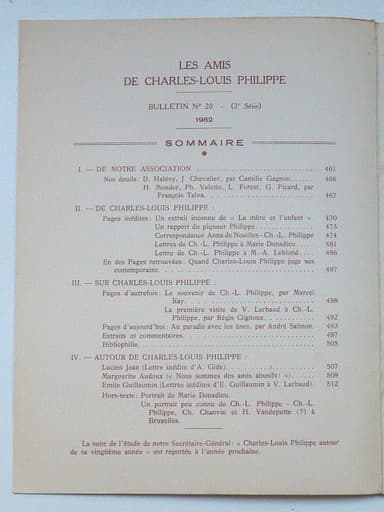 LES AMIS
DE CHARLES-LOUIS PHILIPPE
BULLETIN N° 20 - (2e Série)
1962
SOMMAIRE
I. — DE NOTRE ASSOCIATION 461
Nos deuils : D. Halévy, J. Chevalier, par Camille Gagnon 466
H. Mondor, Ph. Valette, L. Forest, G. Picard, par
François Talva 467
II. — DE CHARLES-LOUIS PHILIPPE :
Pages inédites : Un extrait inconnu de « La mère et l'enfant ». 470
Un rapport du piqueur Philippe 473
Correspondance Anna de Noailles - Ch.-L. Philippe 474
Lettres de Ch.-L. Philippe à Marie Donadieu 481
Lettre de Ch.-L. Philippe à M.-A. Leblond 486
En des Pages retrouvées : Quand Charles-Louis Philippe juge ses
contemporains 487
III. — SUR CHARLES-LOUIS PHILIPPE :
Pages d'autrefois : Le souvenir de Ch.-L. Philippe, par Marcel
Ray 488
La première visite de V. Larbaud à Ch.-L.
Philippe, par Régis Gignoux 492
Pages d'aujourd'hui : Au paradis avec les ânes, par André Salmon. 493
Extraits et commentaires 497
Bibliophilie 505
IV. — AUTOUR DE CHARLES-LOUIS PHILIPPE :
Lucien Jean (Lettre inédite d'A. Gide) 507
Marguerite Audoux (« Nous sommes des amis abusifs ! ») 509
Emile Guillaumin (Lettres inédites d'E. Guillaumin à V. Larbaud) 512
Hors-texte : Portrait de Marie Donadieu.
Un portrait peu connu de Ch.-L. Philippe - Ch.-L.
Philippe, Ch. Chanvin et H. Vandeputte (?) à
Bruxelles.
La suite de l'étude de notre Secrétaire-Général : « Charles-Louis Philippe autour
de sa vingtième année » est reportée à l'année prochaine.